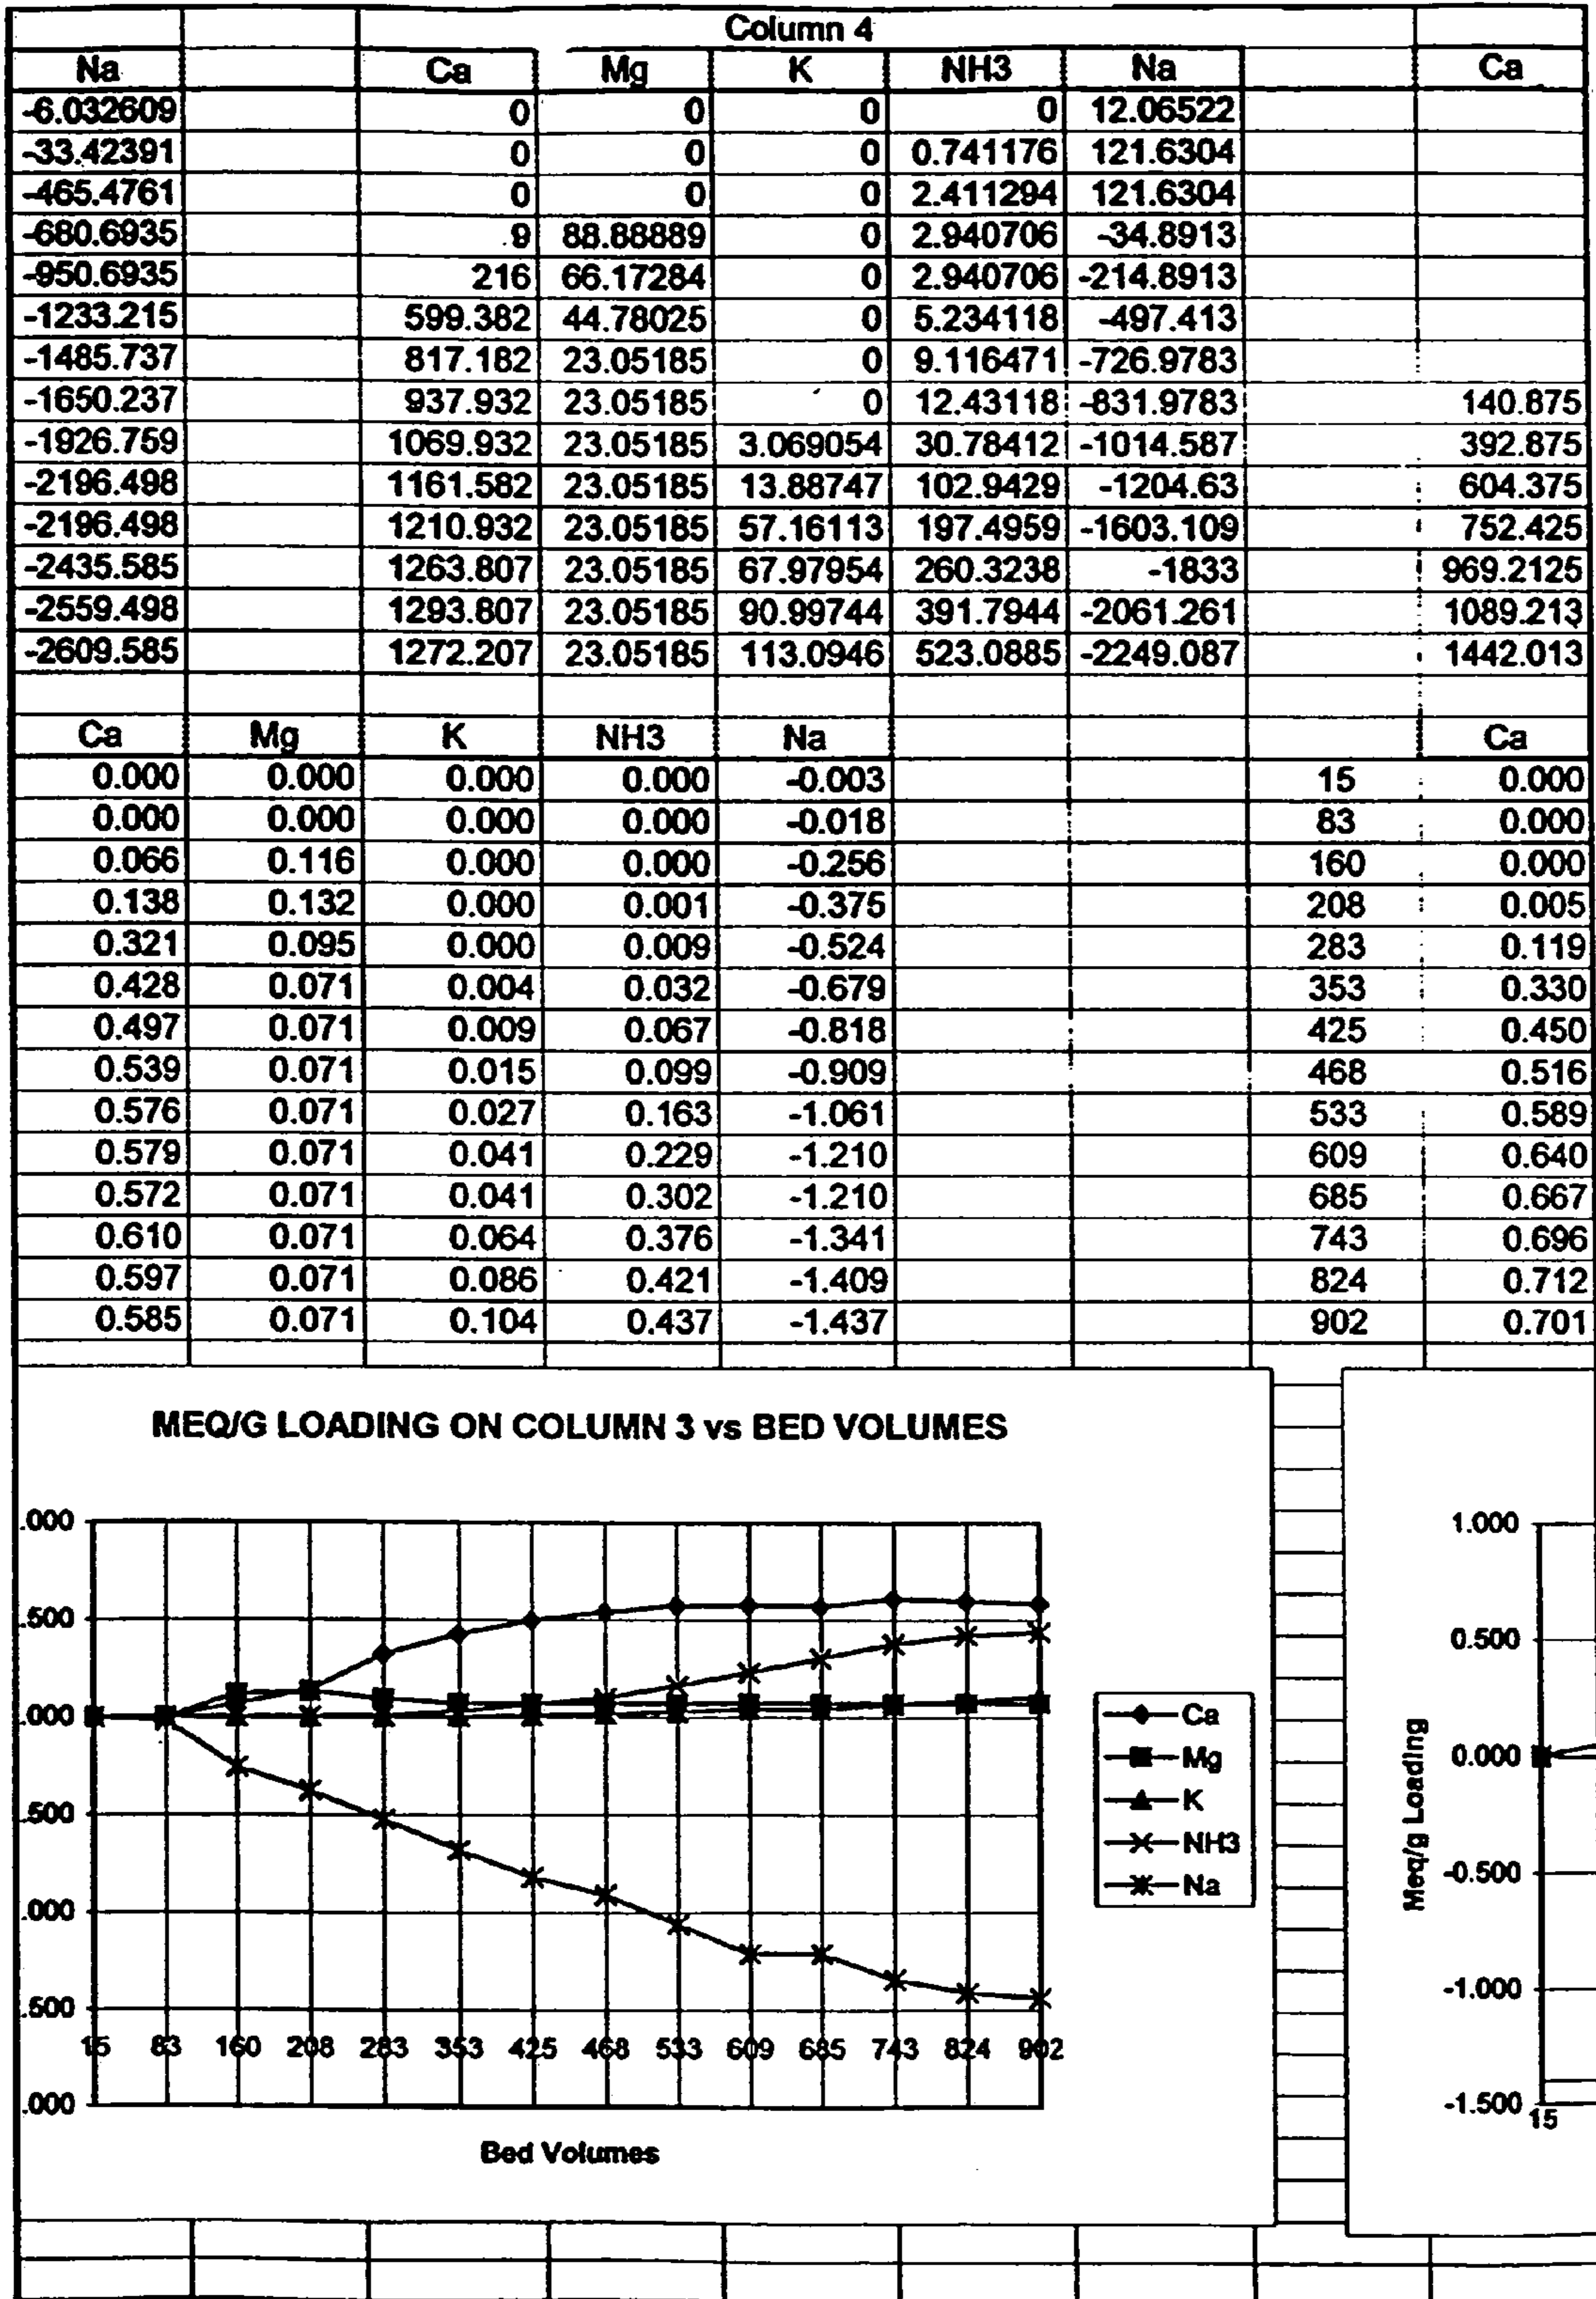 Column 4
Na Ca Mg K NH3 Na Ca
-6.032609 0 0 0 0 12.06522
-33.42391 0 0 0 0.741176 121.6304
-465.4761 0 0 0 2.411294 121.6304
-680.6935 9 88.88889 0 2.940706 -34.8913
-950.6935 216 66.17284 0 2.940706 -214.8913
-1233.215 599.382 44.78025 0 5.234118 -497.413
-1485.737 817.182 23.05185 0 9.116471 -726.9783
-1650.237 937.932 23.05185 0 12.43118 -831.9783 140.875
-1926.759 1069.932 23.05185 3.069054 30.78412 -1014.587 392.875
-2196.498 1161.582 23.05185 13.88747 102.9429 -1204.63 604.375
-2196.498 1210.932 23.05185 57.16113 197.4959 -1603.109 752.425
-2435.585 1263.807 23.05185 67.97954 260.3238 -1833 969.2125
-2559.498 1293.807 23.05185 90.99744 391.7944 -2061.261 1089.213
-2609.585 1272.207 23.05185 113.0946 523.0885 -2249.087 1442.013
Ca Mg K NH3 Na Ca
0.000 0.000 0.000 0.000 -0.003 15 0.000
0.000 0.000 0.000 0.000 -0.018 83 0.000
0.066 0.116 0.000 0.000 -0.256 160 0.000
0.138 0.132 0.000 0.001 -0.375 208 0.005
0.321 0.095 0.000 0.009 -0.524 283 0.119
0.428 0.071 0.004 0.032 -0.679 353 0.330
0.497 0.071 0.009 0.067 -0.818 425 0.450
0.539 0.071 0.015 0.099 -0.909 468 0.516
0.576 0.071 0.027 0.163 -1.061 533 0.589
0.579 0.071 0.041 0.229 -1.210 609 0.640
0.572 0.071 0.041 0.302 -1.210 685 0.667
0.610 0.071 0.064 0.376 -1.341 743 0.696
0.597 0.071 0.086 0.421 -1.409 824 0.712
0.585 0.071 0.104 0.437 -1.437 902 0.701
MEQ/G LOADING ON COLUMN 3 vs BED VOLUMES
.000
.500
.000
.500
.000
.500
.000
15 83 160 208 283 353 425 468 533 609 685 743 824 902
Bed Volumes
Ca
Mg
K
NH3
Na
Meq/g Loading
1.000
0.500
0.000
-0.500
-1.000
-1.500
15